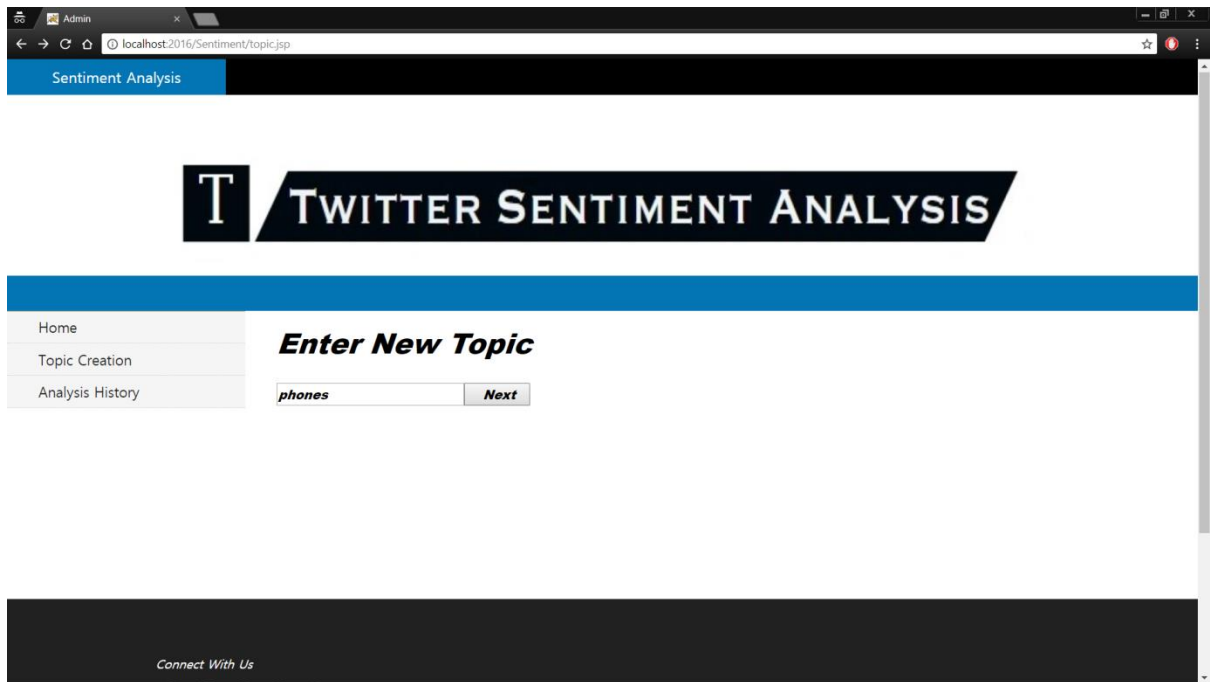 Admin
localhost:2016/Sentiment/topic.jsp
Sentiment Analysis
T TWITTER SENTIMENT ANALYSIS
Home
Topic Creation
Analysis History
Enter New Topic
phones Next
Connect With Us